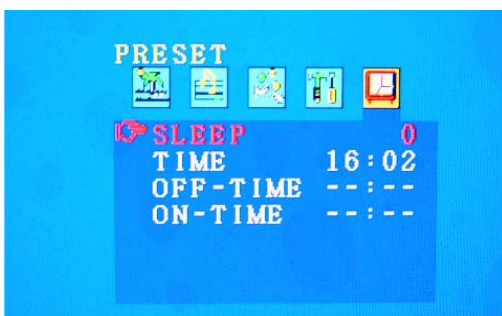 PRESET
SLEEP 0
TIME 16:02
OFF-TIME --:--
ON-TIME --:--